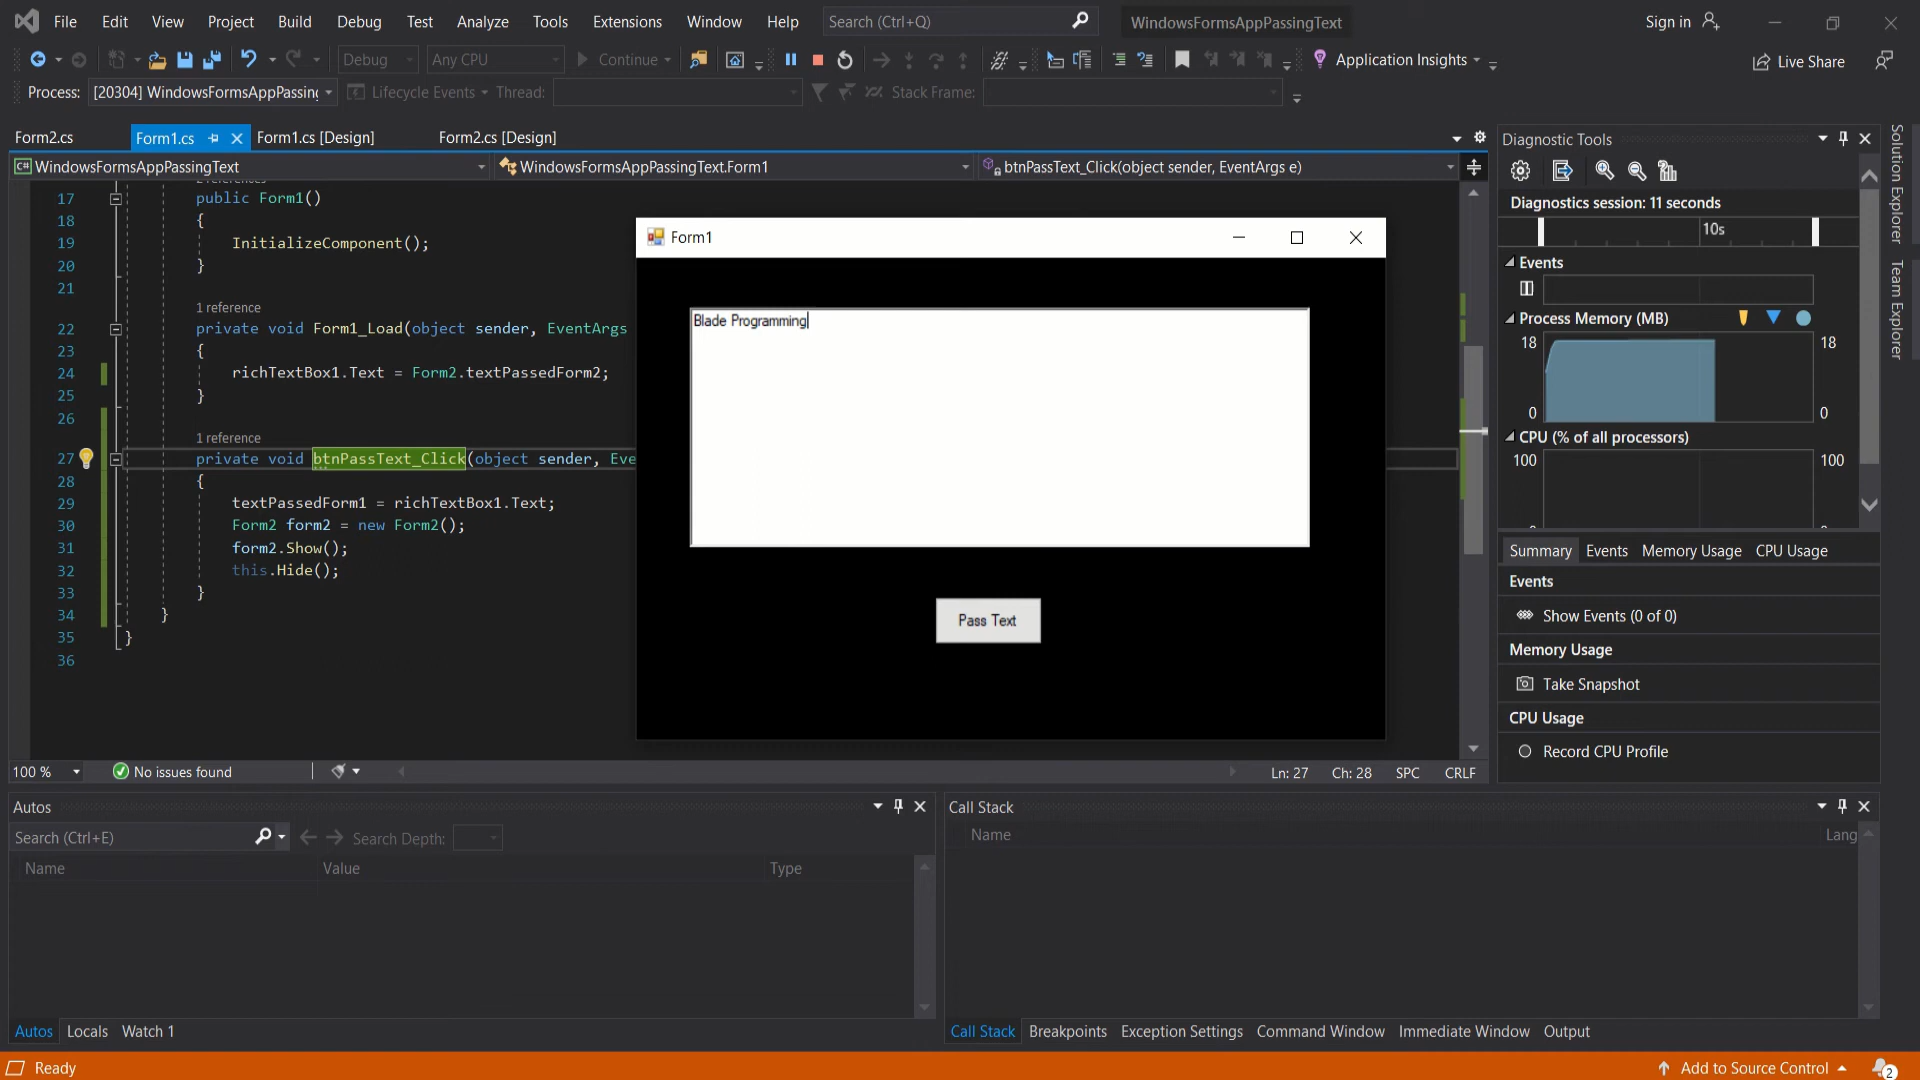 File Edit View Project Build Debug Test Analyze Tools Extensions Window Help Search (Ctrl+Q) WindowsFormsAppPassingText Sign in
Debug Any CPU Continue Application Insights Live Share
Process: [20304] WindowsFormsAppPassing Lifecycle Events Thread: Stack Frame:
Form2.cs Form1.cs Form1.cs [Design] Form2.cs [Design]
C# WindowsFormsAppPassingText WindowsFormsAppPassingText.Form1 btnPassText_Click(object sender, EventArgs e)
2 references
17 public Form1()
18 {
19 InitializeComponent();
20 }
21
1 reference
22 private void Form1_Load(object sender, EventArgs
23 {
24 richTextBox1.Text = Form2.textPassedForm2;
25 }
26
1 reference
27 private void btnPassText_Click(object sender, Eve
28 {
29 textPassedForm1 = richTextBox1.Text;
30 Form2 form2 = new Form2();
31 form2.Show();
32 this.Hide();
33 }
34 }
35 }
36
Form1
Blade Programming
Pass Text
100 % No issues found Ln: 27 Ch: 28 SPC CRLF
Diagnostic Tools
Diagnostics session: 11 seconds
10s
Events
Process Memory (MB)
18 18
0 0
CPU (% of all processors)
100 100
Summary Events Memory Usage CPU Usage
Events
Show Events (0 of 0)
Memory Usage
Take Snapshot
CPU Usage
Record CPU Profile
Solution Explorer
Team Explorer
Autos
Search (Ctrl+E) Search Depth:
Name Value Type
Autos Locals Watch 1
Call Stack
Name Lang
Call Stack Breakpoints Exception Settings Command Window Immediate Window Output
Ready Add to Source Control 2